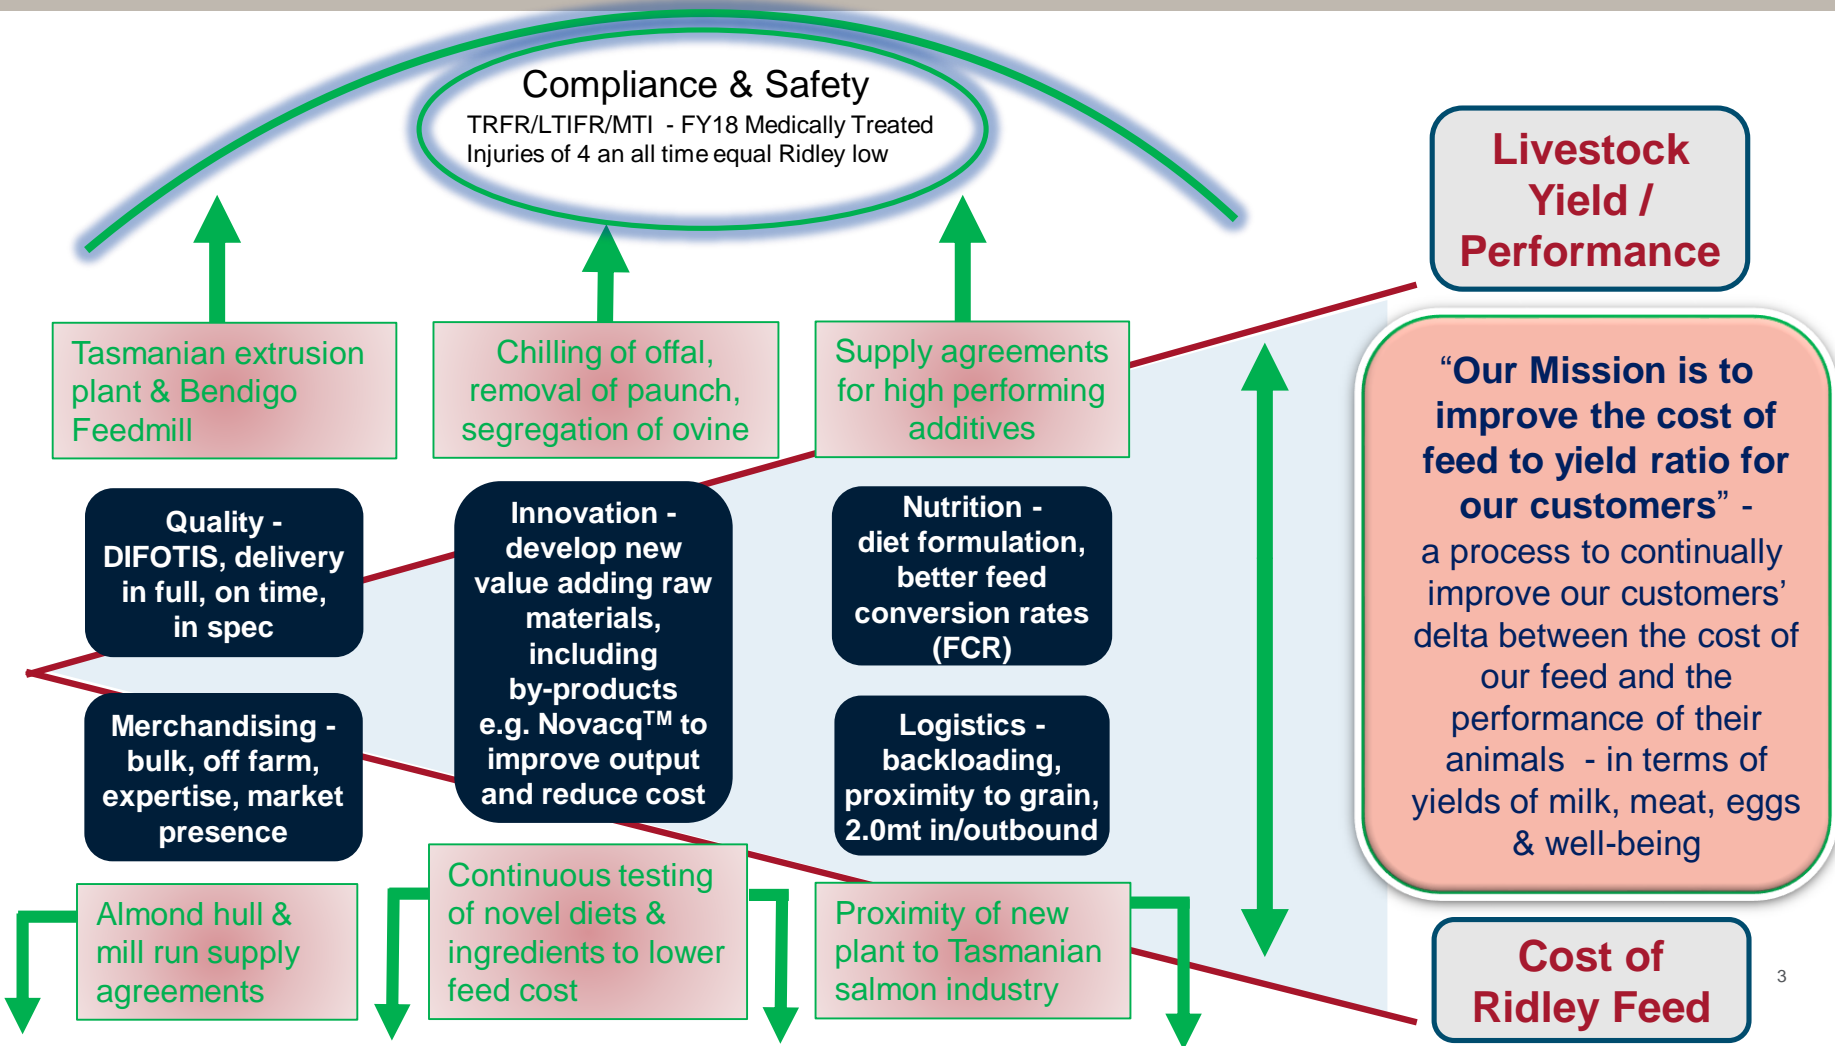 Compliance & Safety
TRFR/LTIFR/MTI - FY18 Medically Treated
Injuries of 4 an all time equal Ridley low
Livestock
Yield /
Performance
Tasmanian extrusion
plant & Bendigo
Feedmill
Chilling of offal,
removal of paunch,
segregation of ovine
Supply agreements
for high performing
additives
Quality -
DIFOTIS, delivery
in full, on time,
in spec
Innovation -
develop new
value adding raw
materials,
including
by-products
e.g. Novacq™ to
improve output
and reduce cost
Nutrition -
diet formulation,
better feed
conversion rates
(FCR)
Merchandising -
bulk, off farm,
expertise, market
presence
Logistics -
backloading,
proximity to grain,
2.0mt in/outbound
“Our Mission is to
improve the cost of
feed to yield ratio for
our customers” -
a process to continually
improve our customers’
delta between the cost of
our feed and the
performance of their
animals - in terms of
yields of milk, meat, eggs
& well-being
Almond hull &
mill run supply
agreements
Continuous testing
of novel diets &
ingredients to lower
feed cost
Proximity of new
plant to Tasmanian
salmon industry
Cost of
Ridley Feed
3